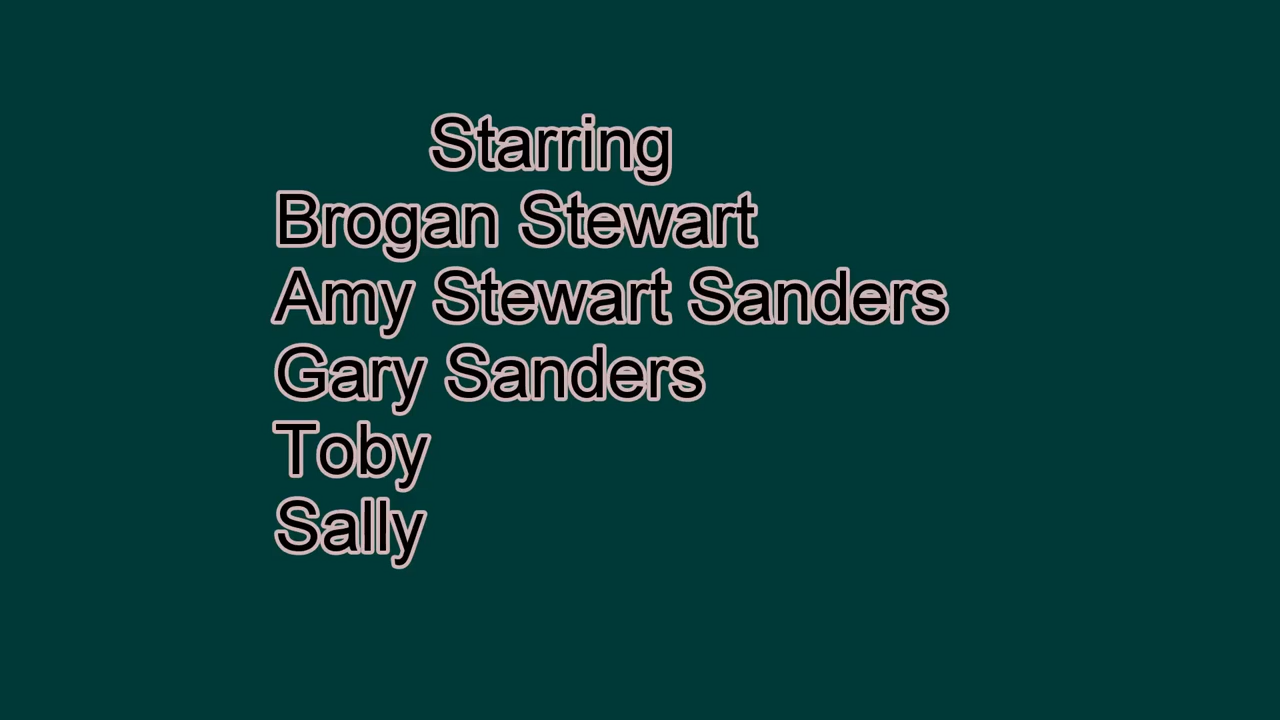 Starring
Brogan Stewart
Amy Stewart Sanders
Gary Sanders
Toby
Sally